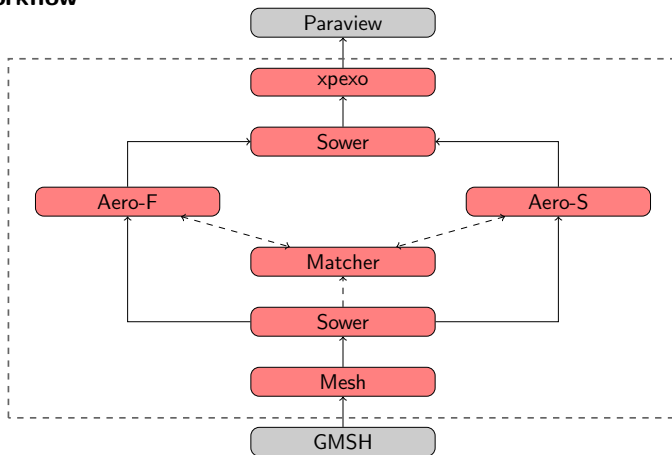 Paraview
xpexo
Sower
Aero-F
Aero-S
Matcher
Sower
Mesh
GMSH